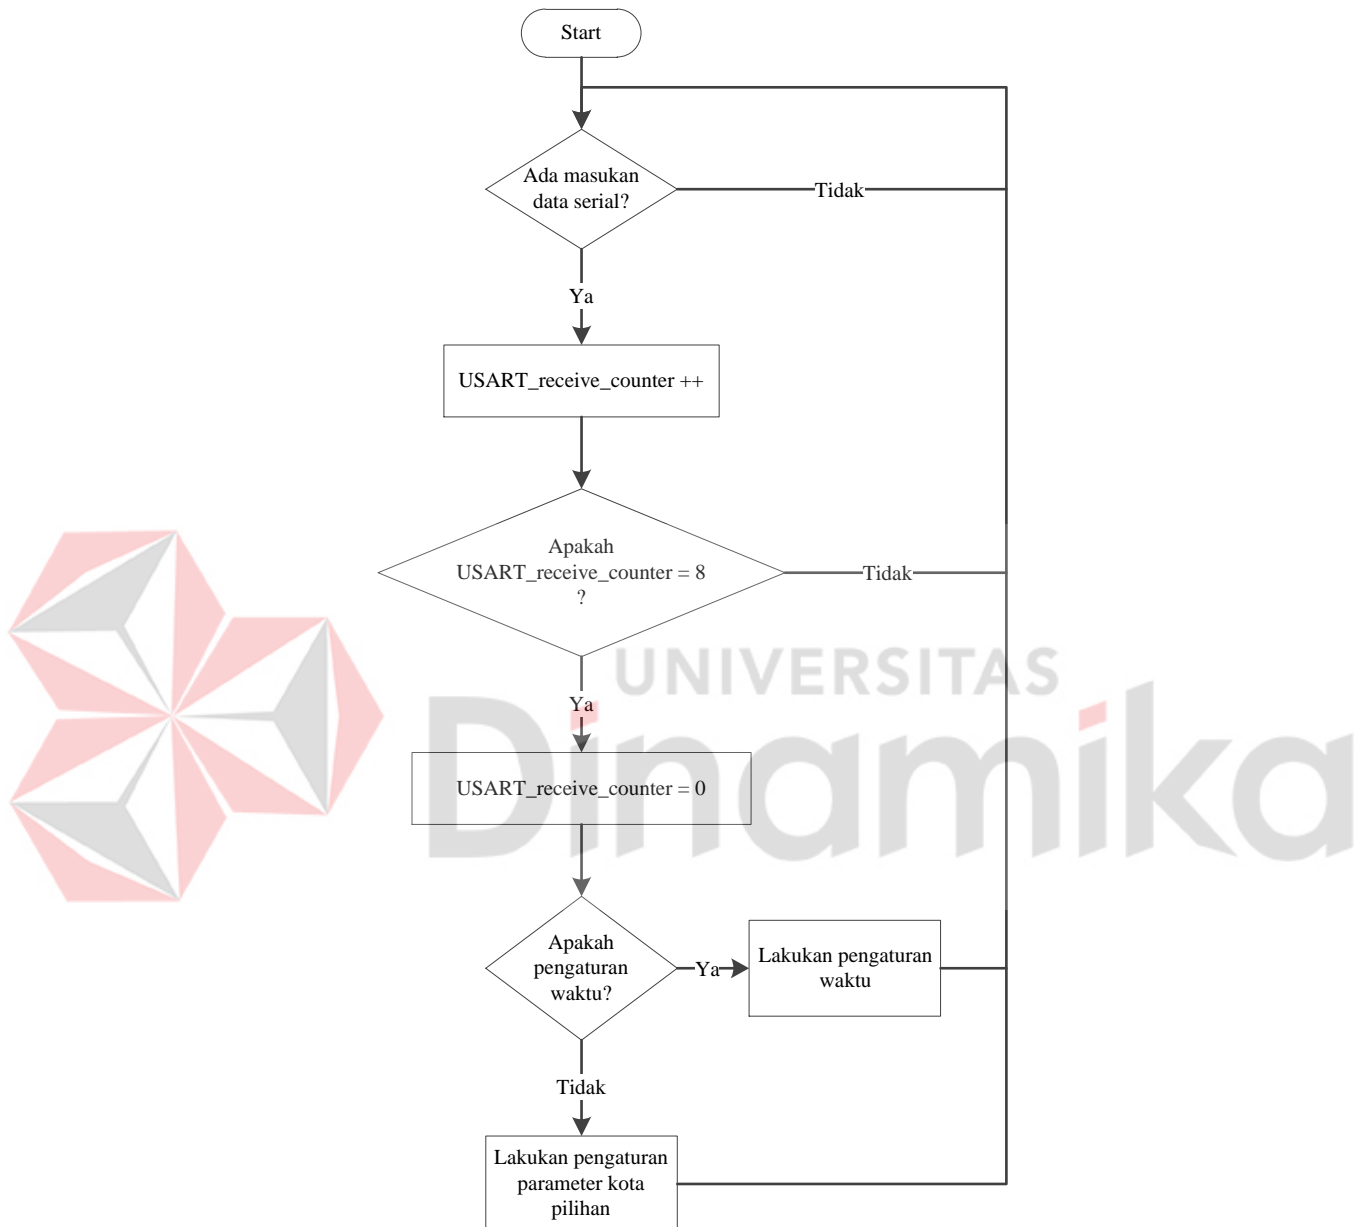 Start
Ada masukan
data serial?
Tidak
Ya
USART_receive_counter ++
Apakah
USART_receive_counter = 8
?
Tidak
UNIVERSITAS
Dinamika
Ya
USART_receive_counter = 0
Apakah
pengaturan
waktu?
Ya
Lakukan pengaturan
waktu
Tidak
Lakukan pengaturan
parameter kota
pilihan